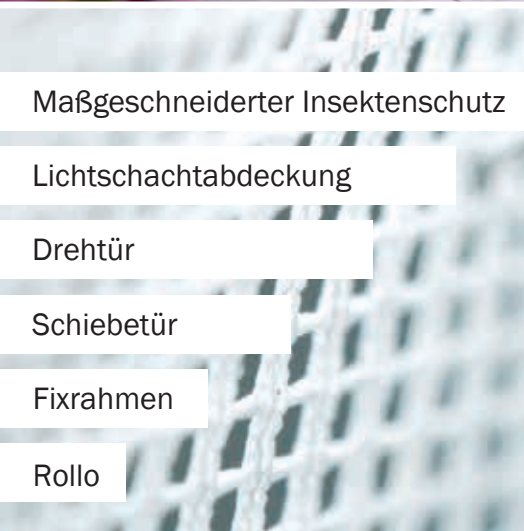 Maßgeschneiderter Insektenschutz
Lichtschachtabdeckung
Drehtür
Schiebetür
Fixrahmen
Rollo